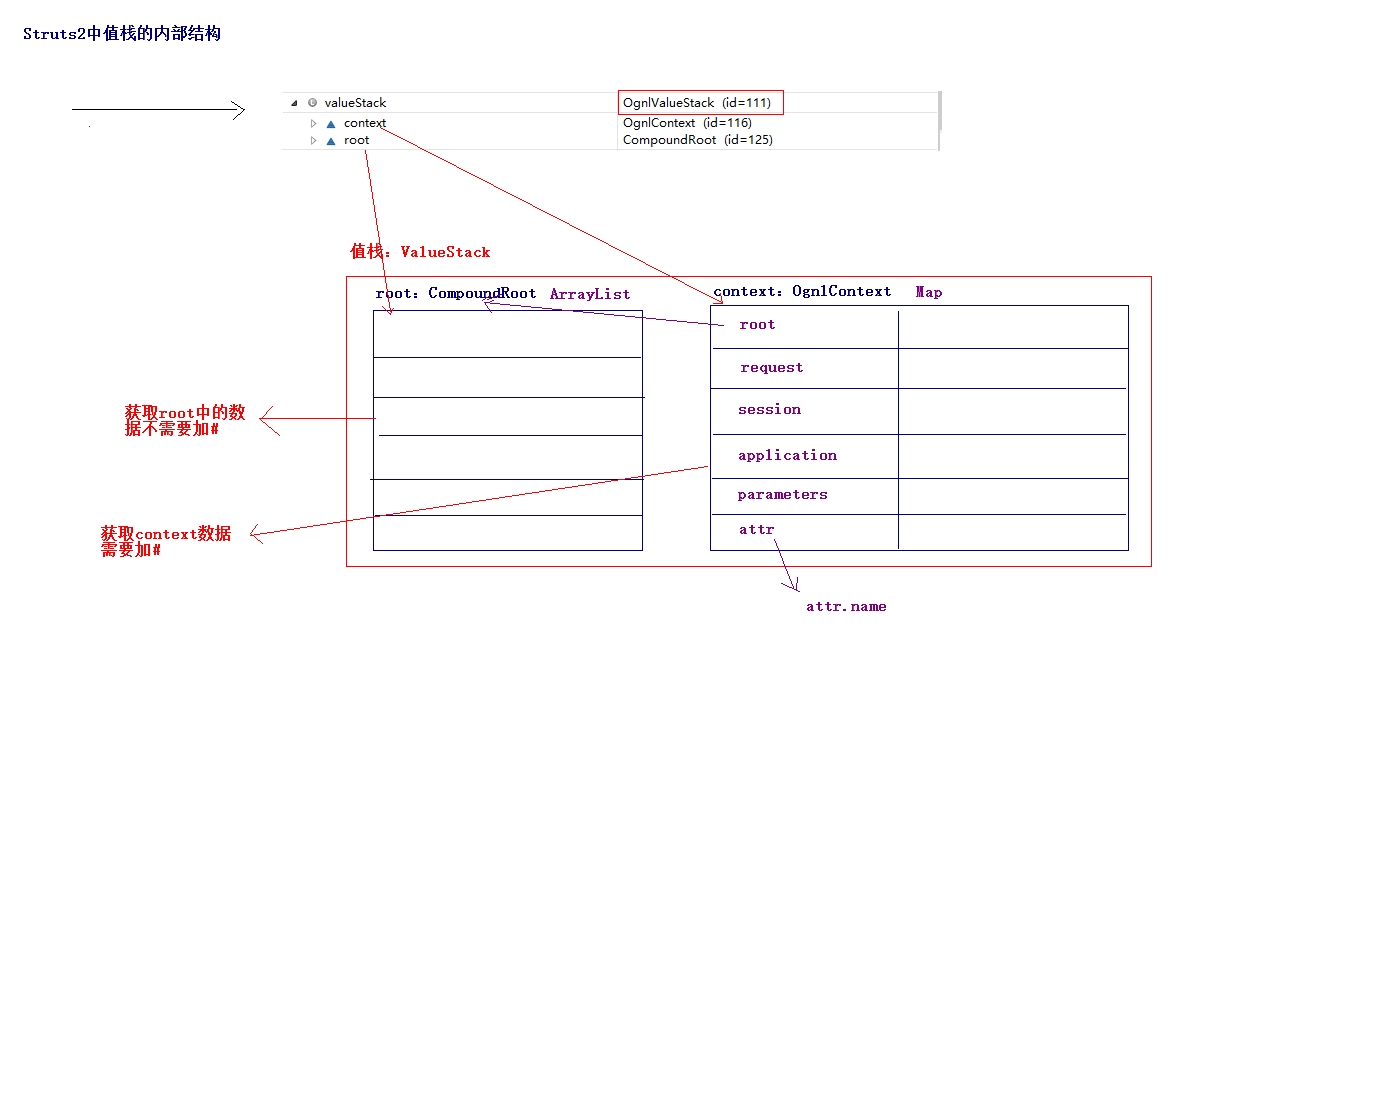 Struts2中值栈的内部结构
valueStack OgnlValueStack (id=111)
context OgnlContext (id=116)
root CompoundRoot (id=125)
值栈：ValueStack
root：CompoundRoot ArrayList
context：OgnlContext Map
root
request
session
获取root中的数
据不需要加#
application
parameters
获取context数据
需要加#
attr
attr.name